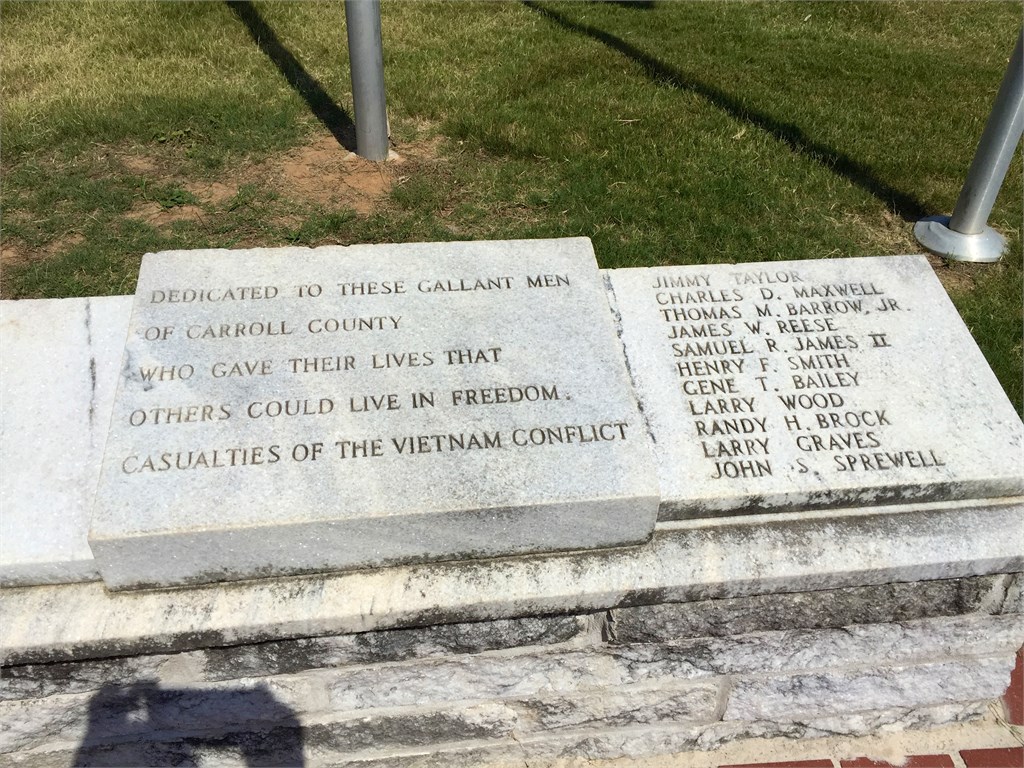 DEDICATED TO THESE GALLANT MEN
OF CARROLL COUNTY
WHO GAVE THEIR LIVES THAT
OTHERS COULD LIVE IN FREEDOM.
CASUALTIES OF THE VIETNAM CONFLICT
JIMMY TAYLOR
CHARLES D. MAXWELL
THOMAS M. BARROW, JR.
JAMES W. REESE
SAMUEL R. JAMES II
HENRY F. SMITH
GENE T. BAILEY
LARRY WOOD
RANDY H. BROCK
LARRY GRAVES
JOHN S. SPREWELL